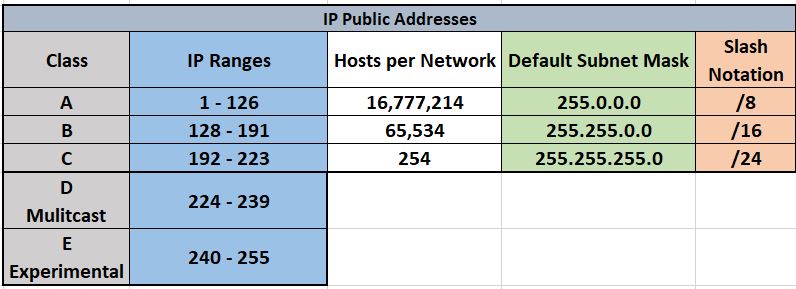 IP Public Addresses
Class IP Ranges Hosts per Network Default Subnet Mask Slash Notation
A 1 - 126 16,777,214 255.0.0.0 /8
B 128 - 191 65,534 255.255.0.0 /16
C 192 - 223 254 255.255.255.0 /24
D Mulitcast 224 - 239
E Experimental 240 - 255